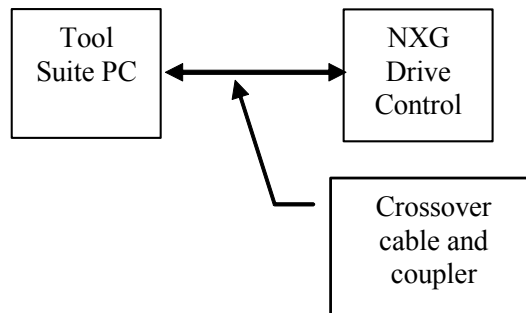 Tool
Suite PC
NXG
Drive
Control
Crossover
cable and
coupler